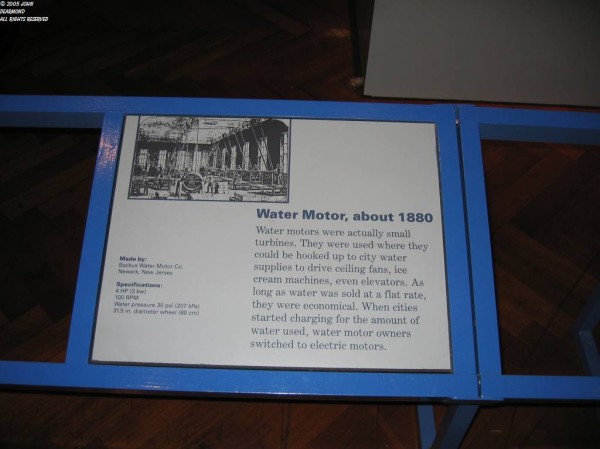 © 2005 JOHN
DEARMOND
ALL RIGHTS RESERVED
Water Motor, about 1880
Water motors were actually small
turbines. They were used where they
could be hooked up to city water
supplies to drive ceiling fans, ice
cream machines, even elevators. As
long as water was sold at a flat rate,
they were economical. When cities
started charging for the amount of
water used, water motor owners
switched to electric motors.
Made by:
Backus Water Motor Co.
Newark, New Jersey
Specifications:
4 HP (3 kw)
100 RPM
Water pressure 30 psi (207 kPa)
31.5 in. diameter wheel (80 cm)